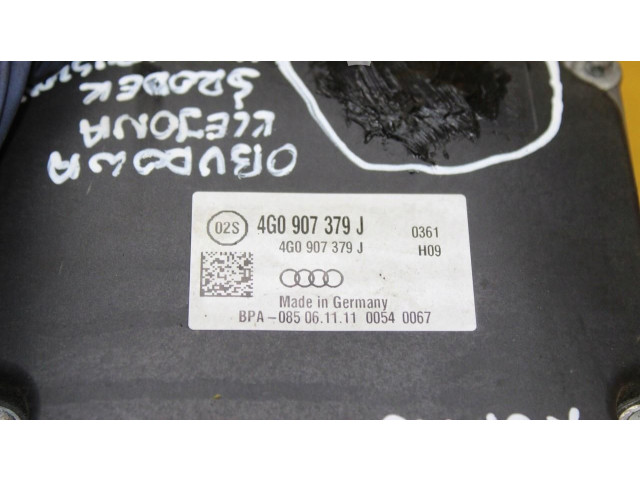 OBUDOWA
KLEJONA
ŚRODEK
02S
4G0 907 379 J 0361
4G0 907 379 J H09
Made in Germany
BPA-085 06.11.11 0054 0067